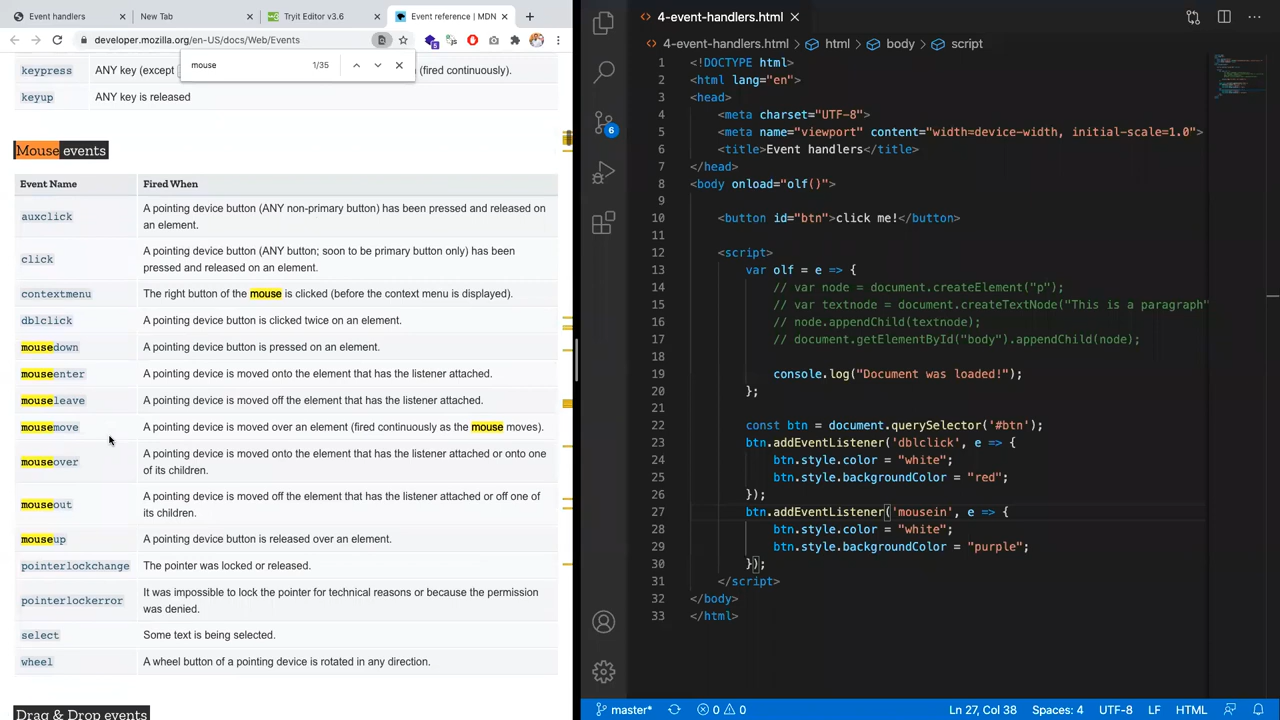 Event handlers
New Tab
Tryit Editor v3.6
Event reference | MDN
developer.mozilla.org/en-US/docs/Web/Events
mouse
1/35
keypress
ANY key (except
(fired continuously).
keyup
ANY key is released
Mouse events
Event Name
Fired When
auxclick
A pointing device button (ANY non-primary button) has been pressed and released on
an element.
click
A pointing device button (ANY button; soon to be primary button only) has been
pressed and released on an element.
contextmenu
The right button of the mouse is clicked (before the context menu is displayed).
dblclick
A pointing device button is clicked twice on an element.
mousedown
A pointing device button is pressed on an element.
mouseenter
A pointing device is moved onto the element that has the listener attached.
mouseleave
A pointing device is moved off the element that has the listener attached.
mousemove
A pointing device is moved over an element (fired continuously as the mouse moves).
mouseover
A pointing device is moved onto the element that has the listener attached or onto one
of its children.
mouseout
A pointing device is moved off the element that has the listener attached or off one of
its children.
mouseup
A pointing device button is released over an element.
pointerlockchange
The pointer was locked or released.
pointerlockerror
It was impossible to lock the pointer for technical reasons or because the permission
was denied.
select
Some text is being selected.
wheel
A wheel button of a pointing device is rotated in any direction.
Drag & Drop events
4-event-handlers.html
4-event-handlers.html html body script
1 <!DOCTYPE html>
2 <html lang="en">
3 <head>
4 <meta charset="UTF-8">
5 <meta name="viewport" content="width=device-width, initial-scale=1.0">
6 <title>Event handlers</title>
7 </head>
8 <body onload="olf()">
9
10 <button id="btn">click me!</button>
11
12 <script>
13 var olf = e => {
14 // var node = document.createElement("p");
15 // var textnode = document.createTextNode("This is a paragraph"
16 // node.appendChild(textnode);
17 // document.getElementById("body").appendChild(node);
18
19 console.log("Document was loaded!");
20 };
21
22 const btn = document.querySelector('#btn');
23 btn.addEventListener('dblclick', e => {
24 btn.style.color = "white";
25 btn.style.backgroundColor = "red";
26 });
27 btn.addEventListener('mousein', e => {
28 btn.style.color = "white";
29 btn.style.backgroundColor = "purple";
30 });
31 </script>
32 </body>
33 </html>
6
master*
0 0
Ln 27, Col 38
Spaces: 4
UTF-8
LF
HTML